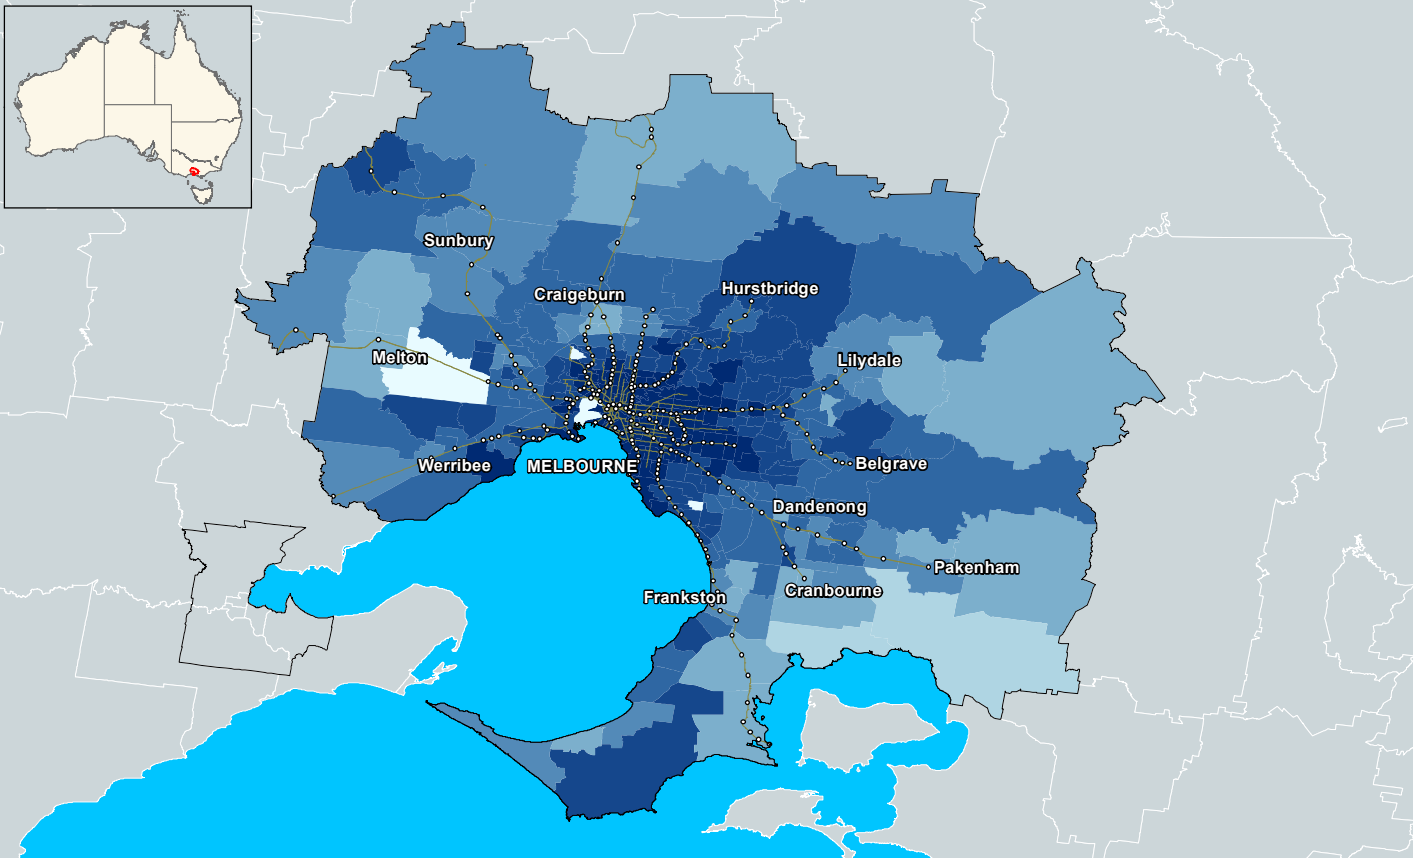 Sunbury
Hurstbridge
Craigeburn
Melton
Lilydale
Werribee
MELBOURNE
Belgrave
Dandenong
Pakenham
Cranbourne
Frankston